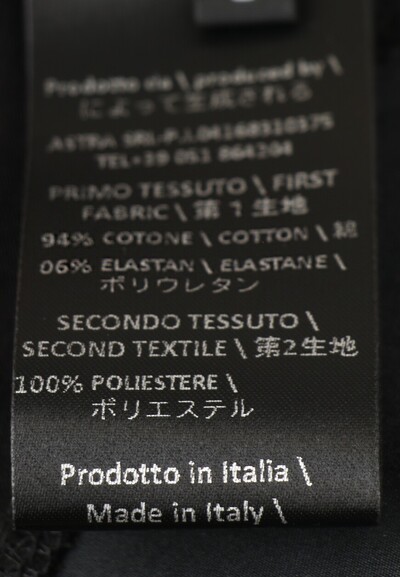 Prodotto da \ produced by \
によって生成される
ASTRA SRL-P.I.04168310375
TEL+39 051 864204
PRIMO TESSUTO \ FIRST
FABRIC \ 第1生地
94% COTONE \ COTTON \ 綿
06% ELASTAN \ ELASTANE \
ポリウレタン
SECONDO TESSUTO \
SECOND TEXTILE \ 第2生地
100% POLIESTERE \
ポリエステル
Prodotto in Italia \
Made in Italy \